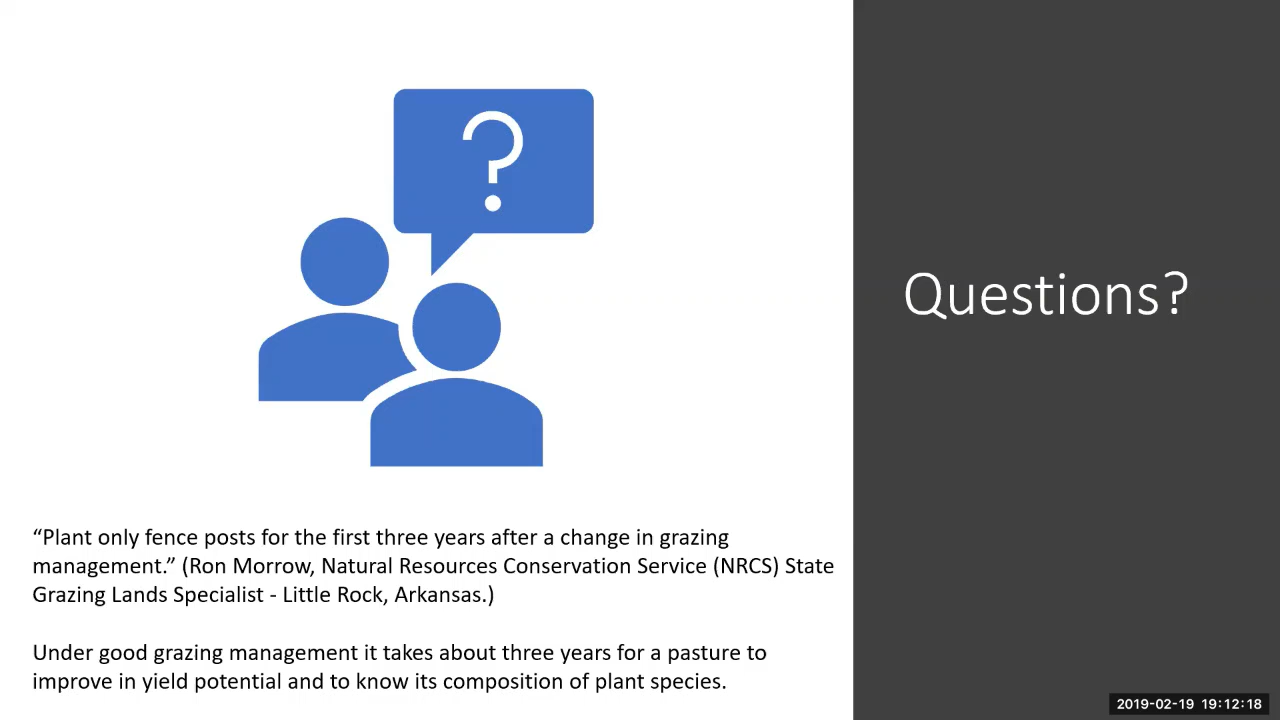 ?
Questions?
“Plant only fence posts for the first three years after a change in grazing
management.” (Ron Morrow, Natural Resources Conservation Service (NRCS) State
Grazing Lands Specialist - Little Rock, Arkansas.)
Under good grazing management it takes about three years for a pasture to
improve in yield potential and to know its composition of plant species.
2019-02-19 19:12:18